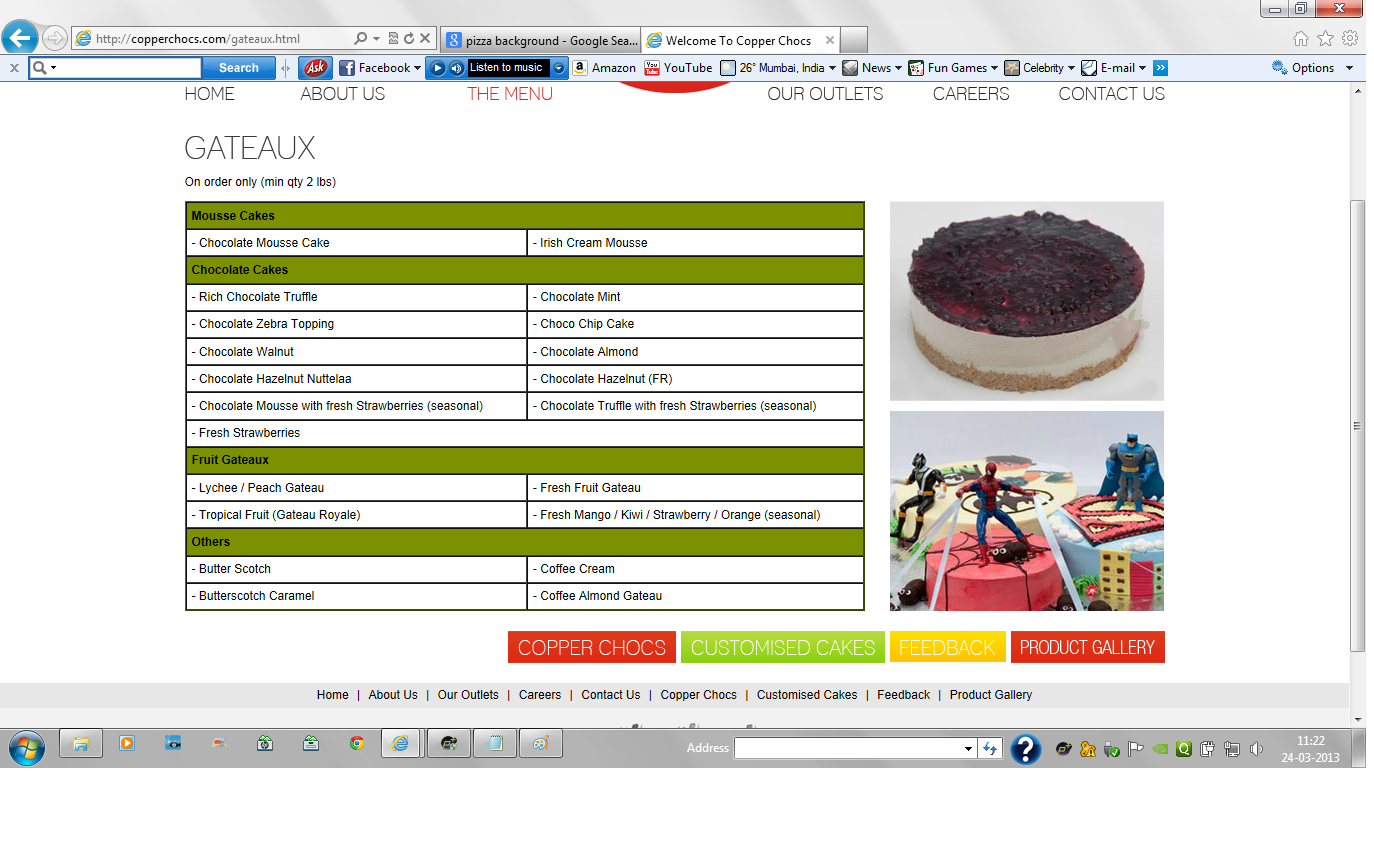 http://copperchocs.com/gateaux.html
pizza background - Google Sea...
Welcome To Copper Chocs
Search
Ask
Facebook
Listen to music
Amazon
YouTube
26° Mumbai, India
News
Fun Games
Celebrity
E-mail
Options
HOME ABOUT US THE MENU OUR OUTLETS CAREERS CONTACT US
GATEAUX
On order only (min qty 2 lbs)
Mousse Cakes
- Chocolate Mousse Cake - Irish Cream Mousse
Chocolate Cakes
- Rich Chocolate Truffle - Chocolate Mint
- Chocolate Zebra Topping - Choco Chip Cake
- Chocolate Walnut - Chocolate Almond
- Chocolate Hazelnut Nuttelaa - Chocolate Hazelnut (FR)
- Chocolate Mousse with fresh Strawberries (seasonal) - Chocolate Truffle with fresh Strawberries (seasonal)
- Fresh Strawberries
Fruit Gateaux
- Lychee / Peach Gateau - Fresh Fruit Gateau
- Tropical Fruit (Gateau Royale) - Fresh Mango / Kiwi / Strawberry / Orange (seasonal)
Others
- Butter Scotch - Coffee Cream
- Butterscotch Caramel - Coffee Almond Gateau
COPPER CHOCS CUSTOMISED CAKES FEEDBACK PRODUCT GALLERY
Home | About Us | Our Outlets | Careers | Contact Us | Copper Chocs | Customised Cakes | Feedback | Product Gallery
Address
11:22
24-03-2013